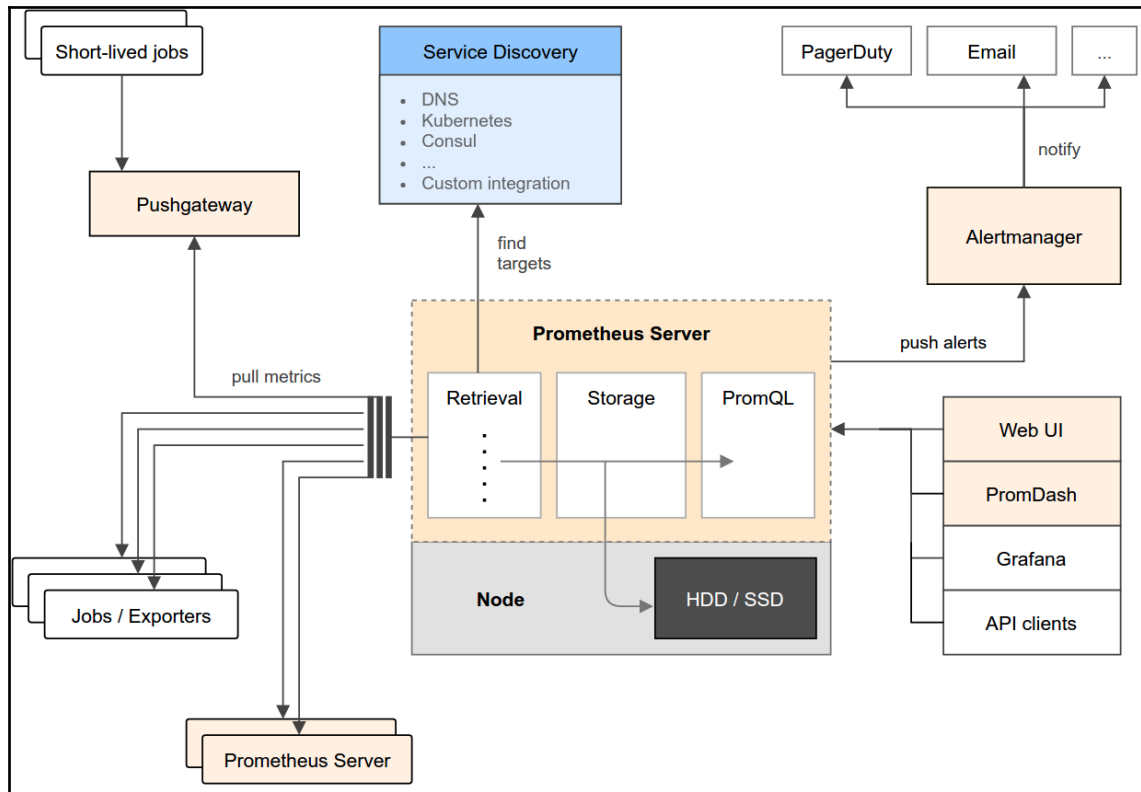 Short-lived jobs
Service Discovery
• DNS
• Kubernetes
• Consul
• ...
• Custom integration
PagerDuty
Email
...
notify
Pushgateway
Alertmanager
find
targets
Prometheus Server
push alerts
pull metrics
Retrieval
Storage
PromQL
Web UI
PromDash
Grafana
API clients
Node
HDD / SSD
Jobs / Exporters
Prometheus Server